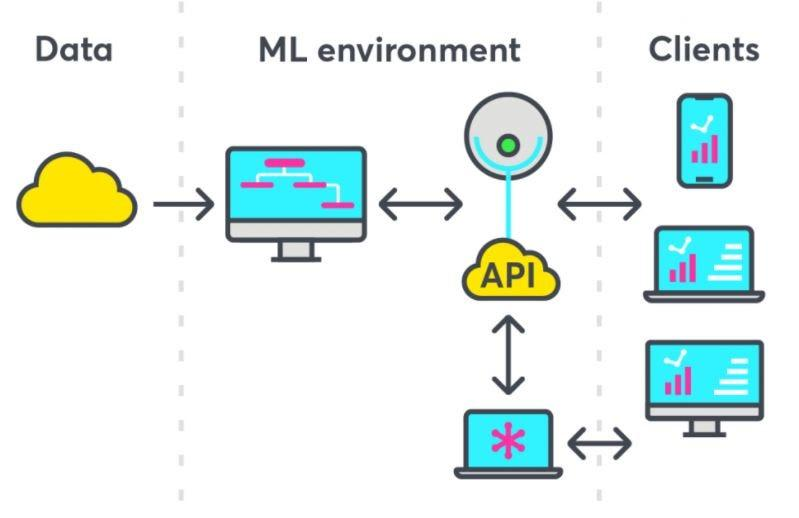 Data
ML environment
Clients
API